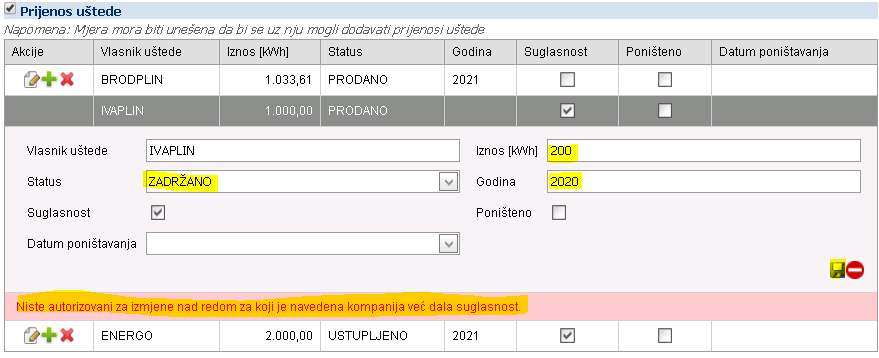 Prijenos uštede
Napomena: Mjera mora biti unešena da bi se uz nju mogli dodavati prijenosi uštede
Akcije Vlasnik uštede Iznos [kWh] Status Godina Suglasnost Poništeno Datum poništavanja
BRODPLIN 1.033,61 PRODANO 2021
IVAPLIN 1.000,00 PRODANO
Vlasnik uštede IVAPLIN Iznos [kWh] 200
Status ZADRŽANO Godina 2020
Suglasnost Poništeno
Datum poništavanja
Niste autorizovani za izmjene nad redom za koji je navedena kompanija već dala suglasnost.
ENERGO 2.000,00 USTUPLJENO 2021